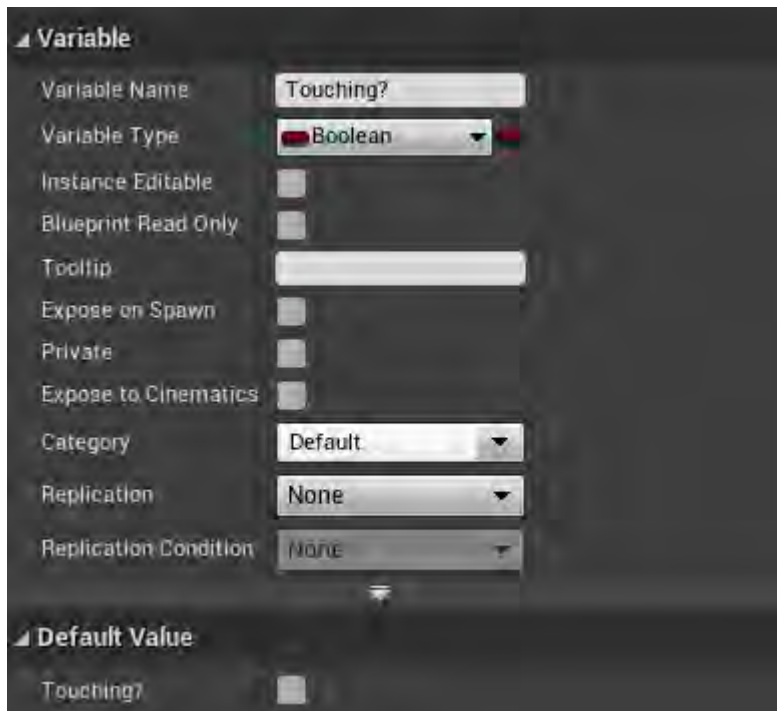 Variable
Variable Name Touching?
Variable Type Boolean
Instance Editable
Blueprint Read Only
Tooltip
Expose on Spawn
Private
Expose to Cinematics
Category Default
Replication None
Replication Condition None
Default Value
Touching?